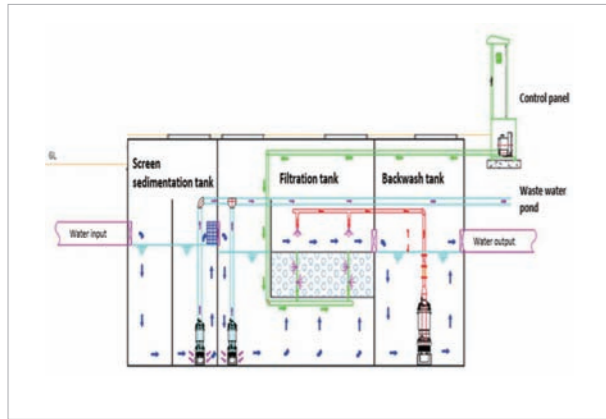 Control panel
GL
Screen
sedimentation tank
Filtration tank
Backwash tank
Waste water
pond
Water input
Water output